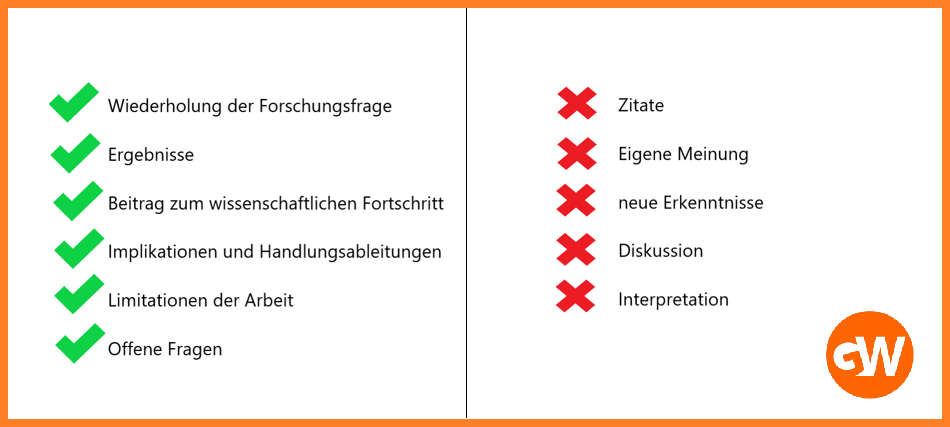 Wiederholung der Forschungsfrage
Ergebnisse
Beitrag zum wissenschaftlichen Fortschritt
Implikationen und Handlungsableitungen
Limitationen der Arbeit
Offene Fragen
Zitate
Eigene Meinung
neue Erkenntnisse
Diskussion
Interpretation
GW